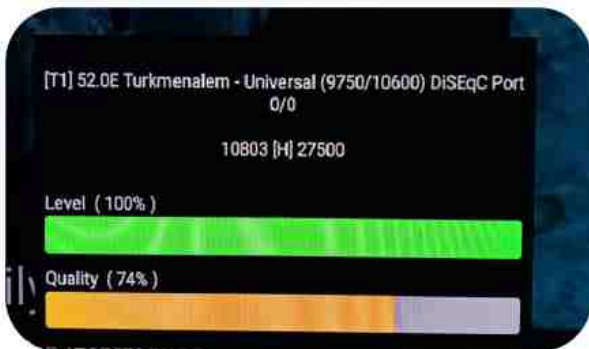 [T1] 52.0E Turkmenalem - Universal (9750/10600) DiSEqC Port
0/0
10803 [H] 27500
Level (100%)
Quality (74%)